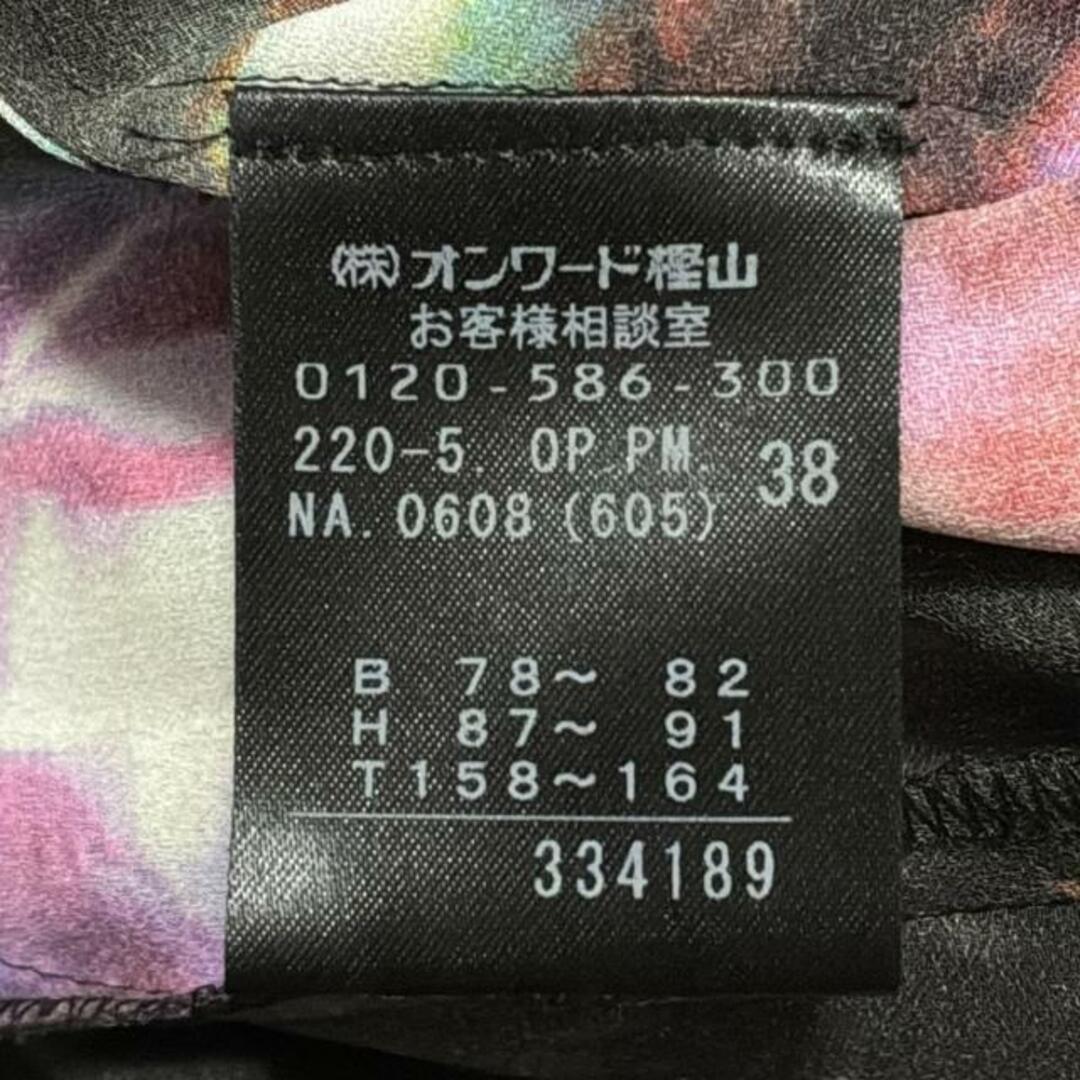 (株)オンワード樫山
お客様相談室
0120-586-300
220-5. OP PM. 38
NA. 0608 (605)
B 78～ 82
H 87～ 91
T158～164
334189